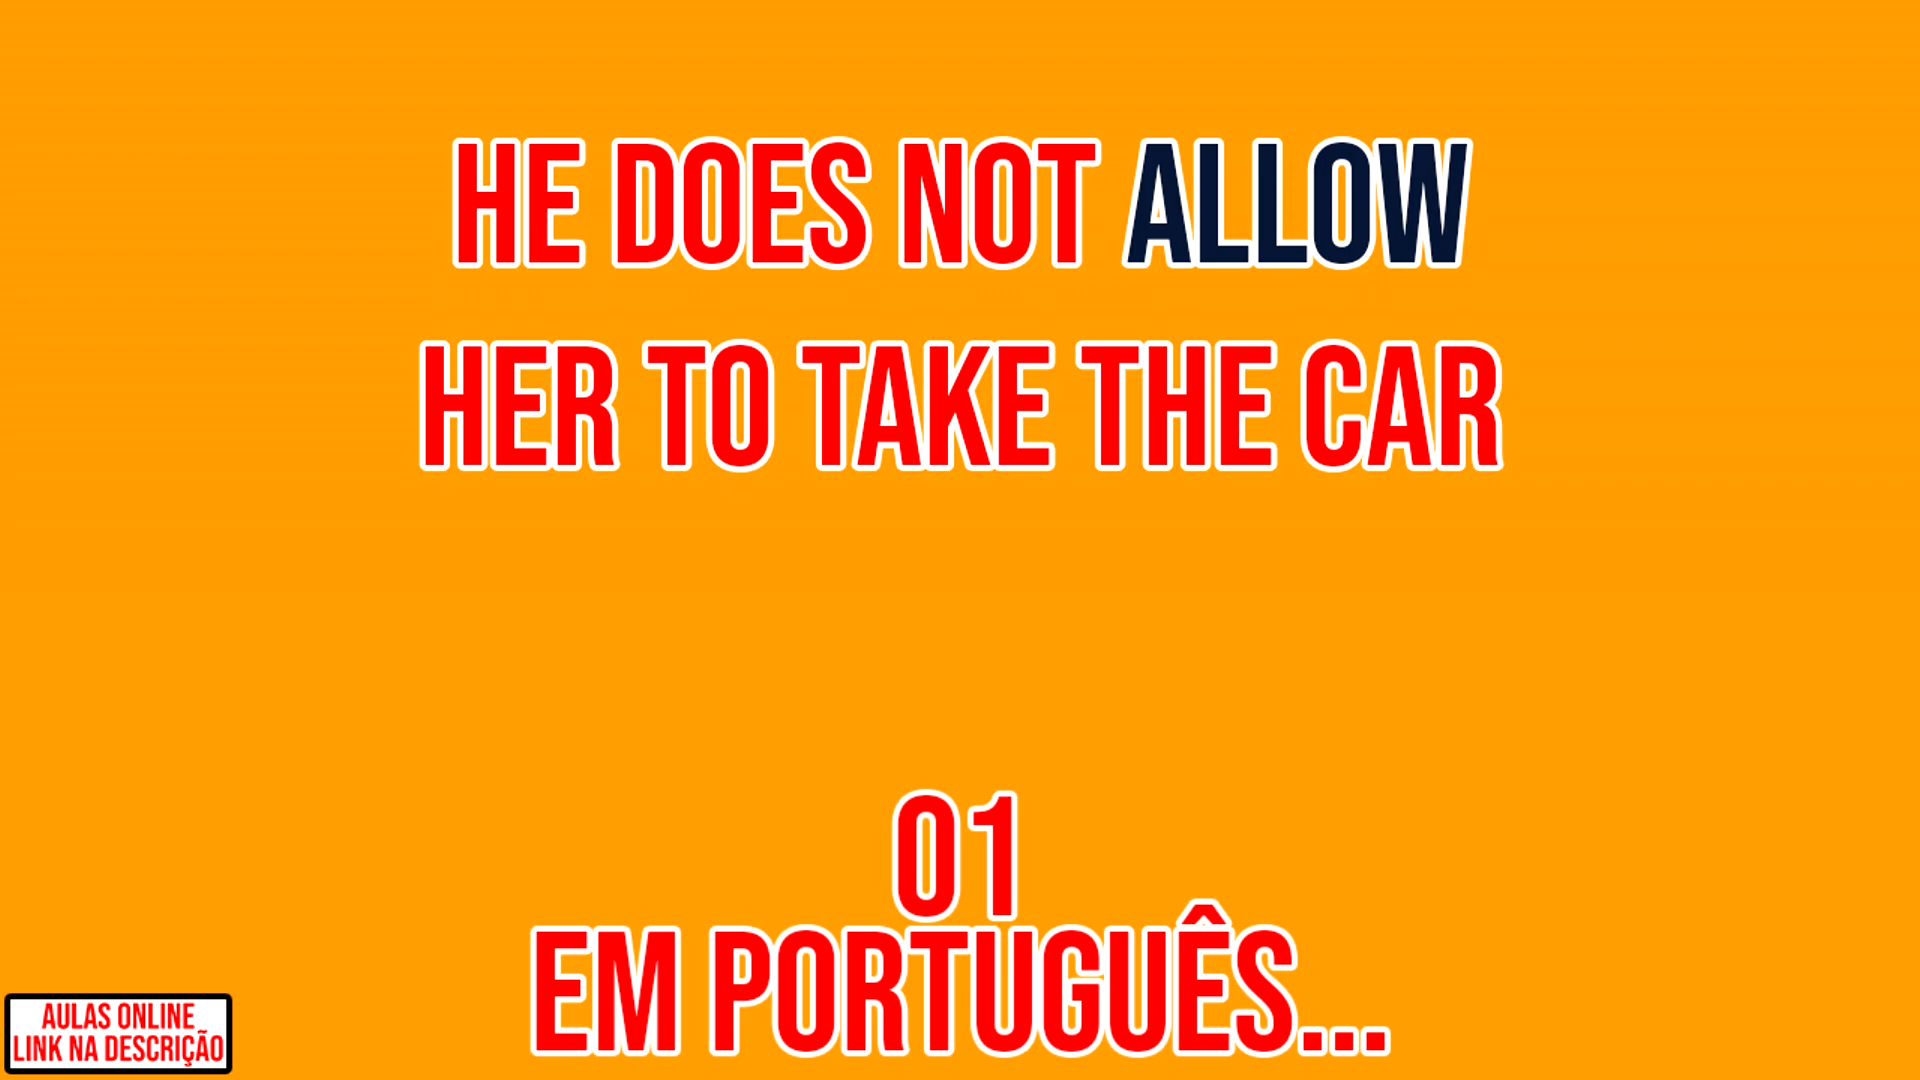 HE DOES NOT ALLOW
HER TO TAKE THE CAR
01
EM PORTUGUÊS...
AULAS ONLINE
LINK NA DESCRIÇÃO